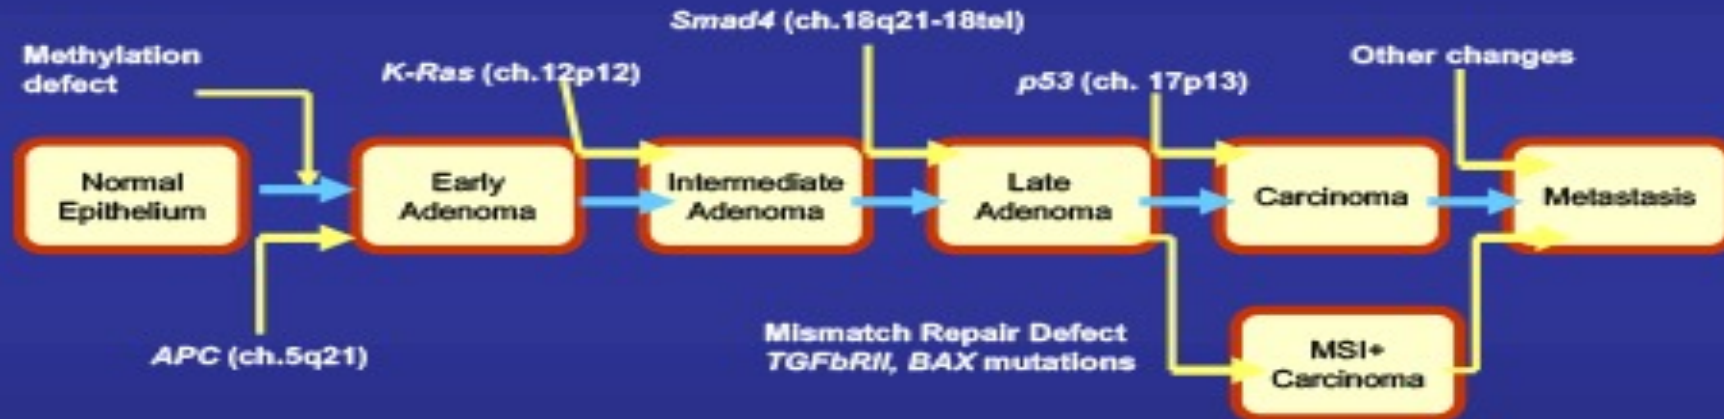 Smad4 (ch.18q21-18tel)
Methylation
defect
K-Ras (ch.12p12)
p53 (ch. 17p13)
Other changes
Normal
Epithelium
Early
Adenoma
Intermediate
Adenoma
Late
Adenoma
Carcinoma
Metastasis
APC (ch.5q21)
Mismatch Repair Defect
TGFbRII, BAX mutations
MSI+
Carcinoma